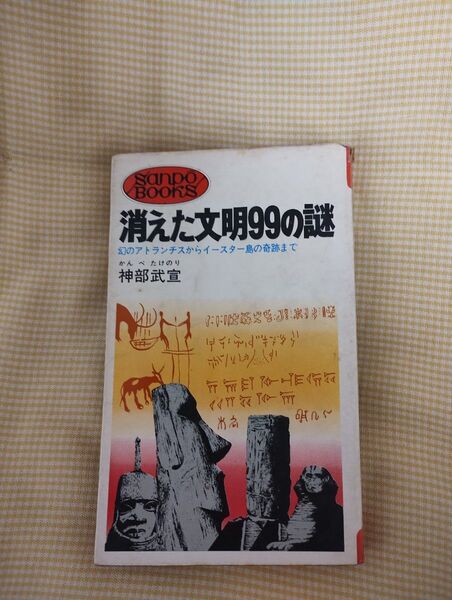 Sanpo
BOOKS
消えた文明99の謎
幻のアトランチスからイースター島の奇跡まで
かんべたけのり
神部武宣